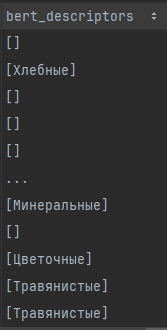 bert_descriptors
[]
[Хлебные]
[]
[]
[]
...
[Минеральные]
[]
[Цветочные]
[Травянистые]
[Травянистые]